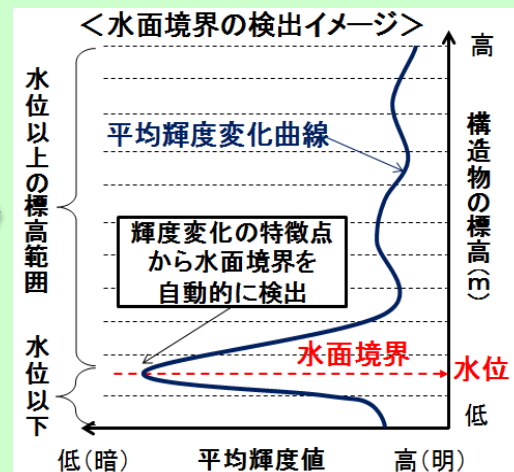 ＜水面境界の検出イメージ＞
高
水位以上の標高範囲
平均輝度変化曲線
構造物の標高(m)
輝度変化の特徴点
から水面境界を
自動的に検出
水面境界
水位
水位以下
低
低(暗)
平均輝度値
高(明)